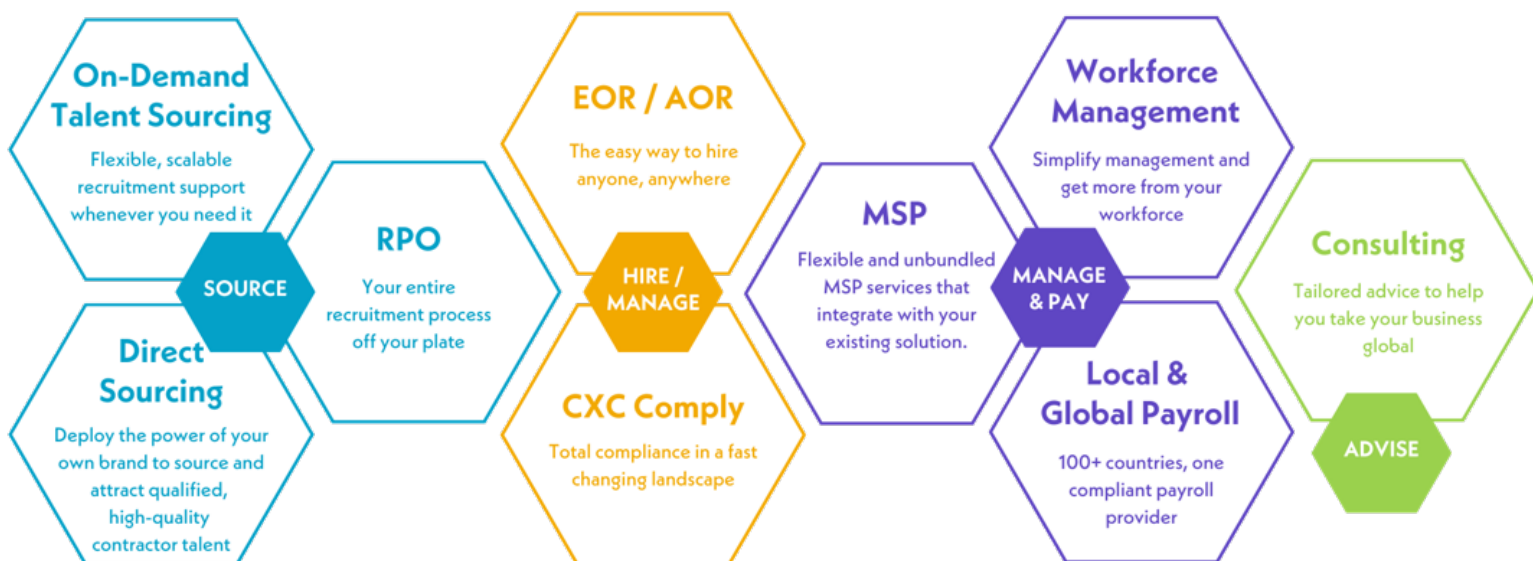 On-Demand
Talent Sourcing
Flexible, scalable
recruitment support
whenever you need it
SOURCE
Direct
Sourcing
Deploy the power of your
own brand to source and
attract qualified,
high-quality
contractor talent
RPO
Your entire
recruitment process
off your plate
EOR / AOR
The easy way to hire
anyone, anywhere
HIRE /
MANAGE
CXC Comply
Total compliance in a fast
changing landscape
MSP
Flexible and unbundled
MSP services that
integrate with your
existing solution.
Workforce
Management
Simplify management and
get more from your
workforce
MANAGE
& PAY
Local &
Global Payroll
100+ countries, one
compliant payroll
provider
Consulting
Tailored advice to help
you take your business
global
ADVISE